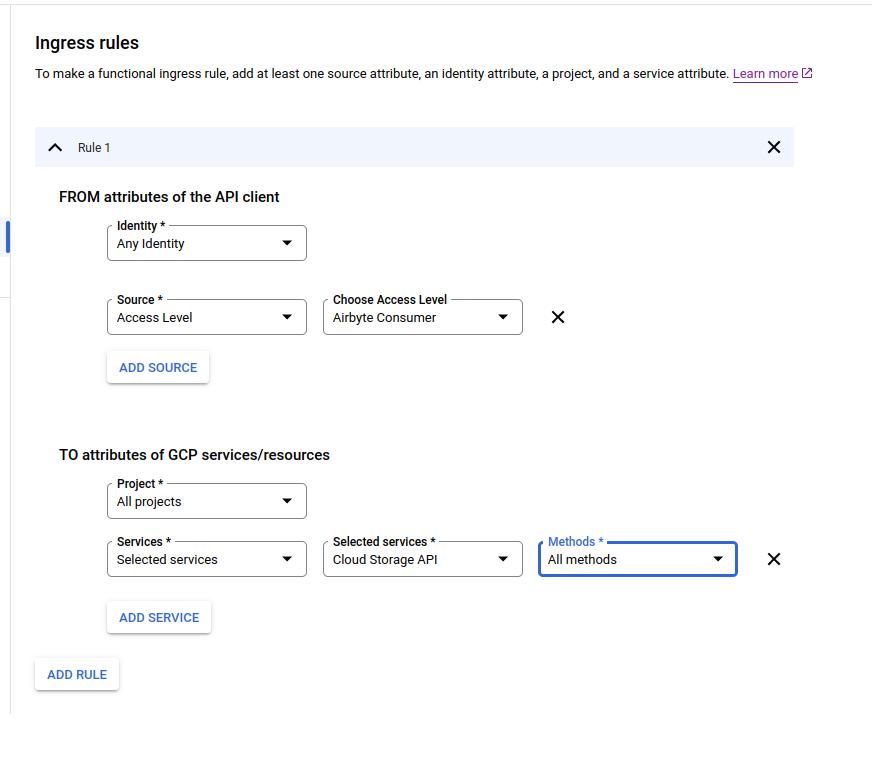 Ingress rules
To make a functional ingress rule, add at least one source attribute, an identity attribute, a project, and a service attribute. Learn more
Rule 1
FROM attributes of the API client
Identity *
Any Identity
Source *
Choose Access Level
Access Level
Airbyte Consumer
ADD SOURCE
TO attributes of GCP services/resources
Project *
All projects
Services *
Selected services *
Methods *
Selected services
Cloud Storage API
All methods
ADD SERVICE
ADD RULE